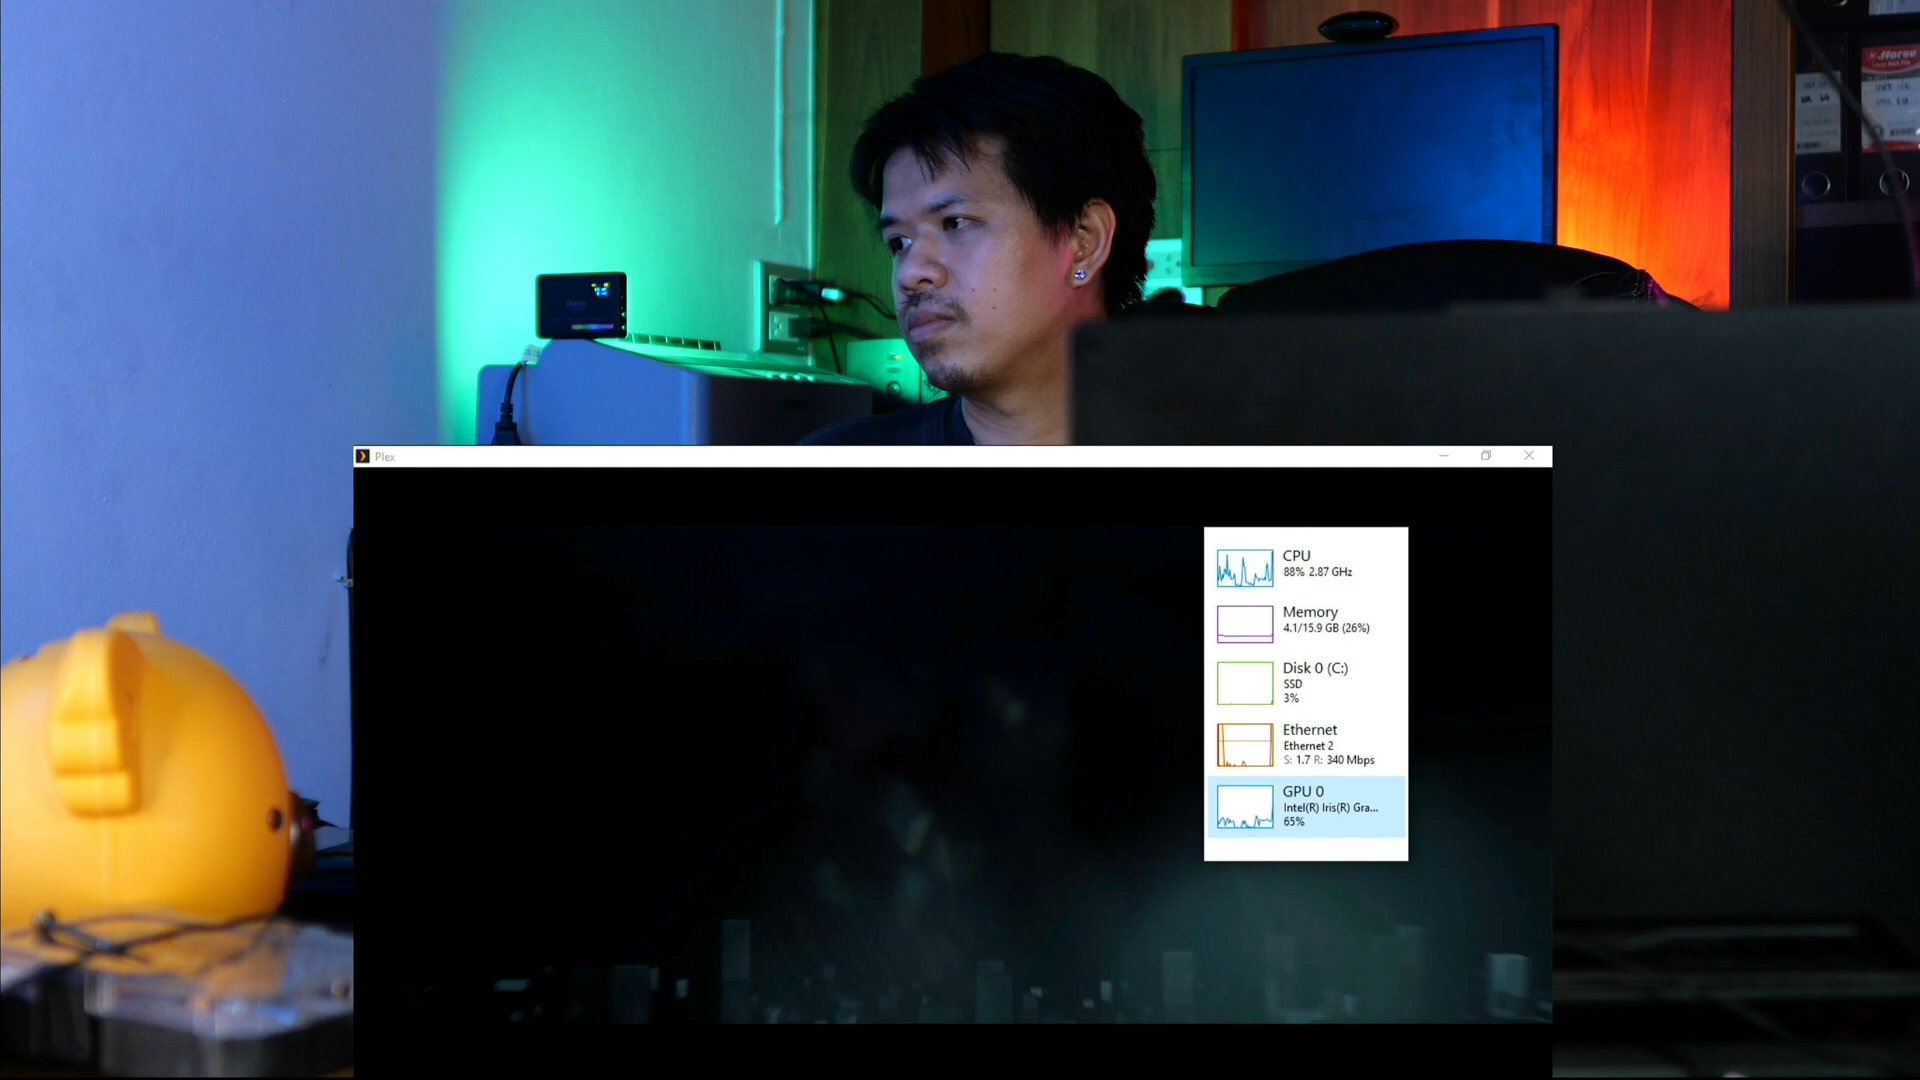 Horse
Plex
CPU
88% 2.87 GHz
Memory
4.1/15.9 GB (26%)
Disk 0 (C:)
SSD
3%
Ethernet
Ethernet 2
S: 1.7 R: 340 Mbps
GPU 0
Intel(R) Iris(R) Gra...
65%